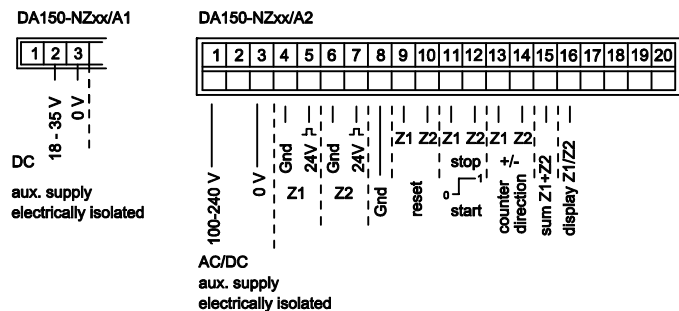 DA150-NZxx/A1
1 2 3
18 - 35 V
0 V
DC
aux. supply
electrically isolated
DA150-NZxx/A2
1 2 3 4 5 6 7 8 9 10 11 12 13 14 15 16 17 18 19 20
100-240 V
0 V
Gnd
24V
Z1
Gnd
24V
Z2
Gnd
Z1 Z2
reset
Z1 Z2
stop
0 1
start
Z1 Z2
+/-
counter
direction
sum Z1+Z2
display Z1/Z2
AC/DC
aux. supply
electrically isolated